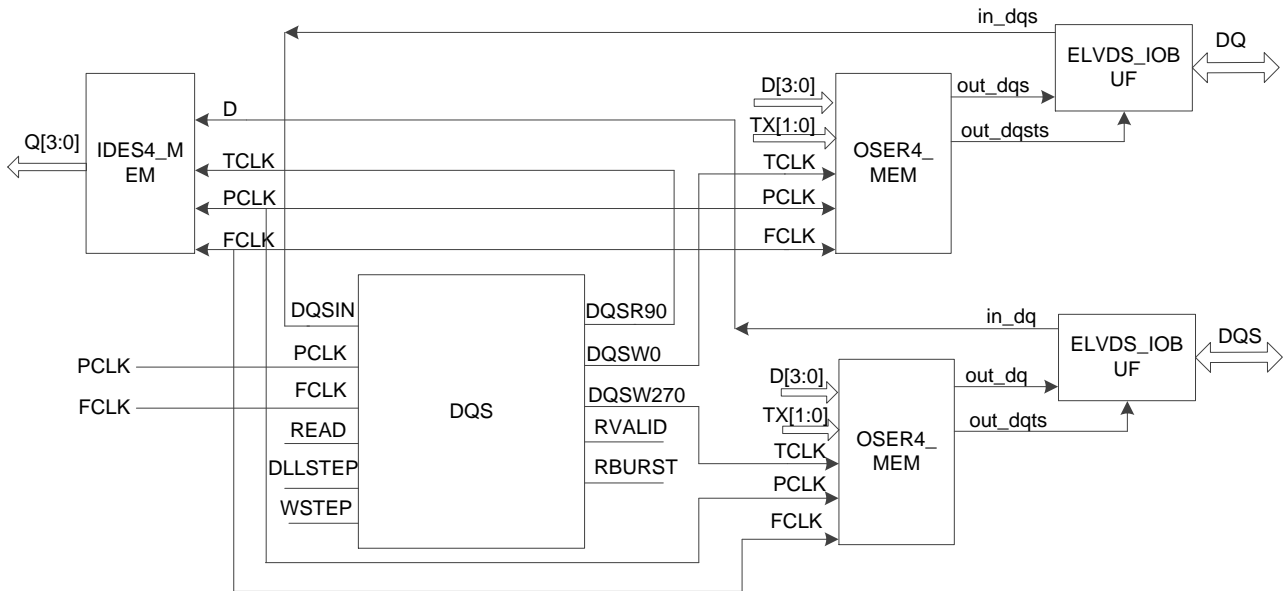 in_dqs
DQ
ELVDS_IOB
UF
D[3:0]
out_dqs
D
TX[1:0]
out_dqsts
Q[3:0]
IDES4_M
EM
OSER4_
MEM
TCLK
TCLK
PCLK
PCLK
FCLK
FCLK
DQSIN
DQSR90
in_dq
DQS
ELVDS_IOB
UF
PCLK
PCLK
DQSW0
FCLK
FCLK
DQSW270
D[3:0]
out_dq
DQS
READ
RVALID
TX[1:0]
out_dqts
TCLK
OSER4_
MEM
DLLSTEP
RBURST
PCLK
WSTEP
FCLK